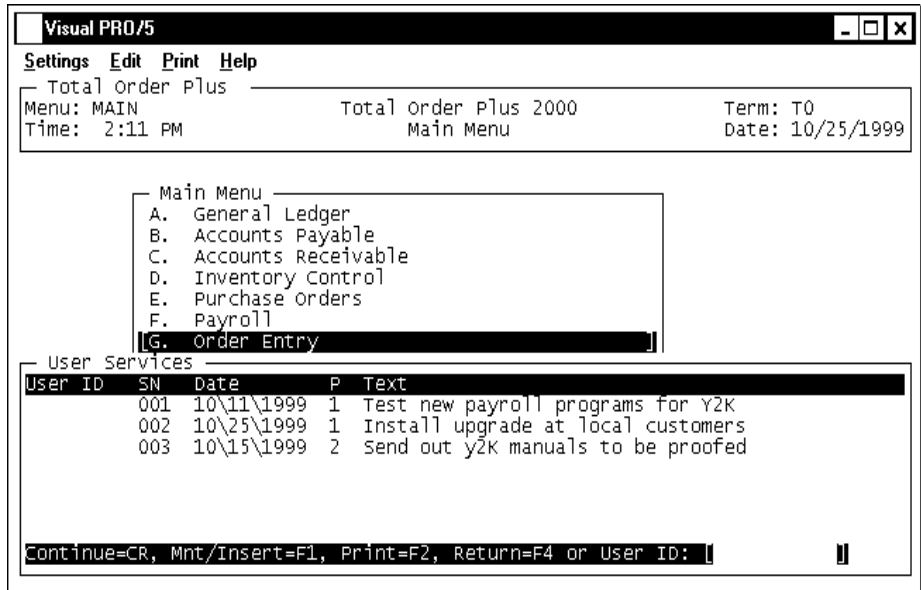 Visual PRO/5
Settings Edit Print Help
Total Order Plus
Menu: MAIN Total Order Plus 2000 Term: T0
Time: 2:11 PM Main Menu Date: 10/25/1999
Main Menu
A. General Ledger
B. Accounts Payable
C. Accounts Receivable
D. Inventory Control
E. Purchase Orders
F. Payroll
[G. Order Entry ]
User Services
User ID SN Date P Text
001 10\11\1999 1 Test new payroll programs for Y2K
002 10\25\1999 1 Install upgrade at local customers
003 10\15\1999 2 Send out y2K manuals to be proofed
Continue=CR, Mnt/Insert=F1, Print=F2, Return=F4 or User ID: [ ]